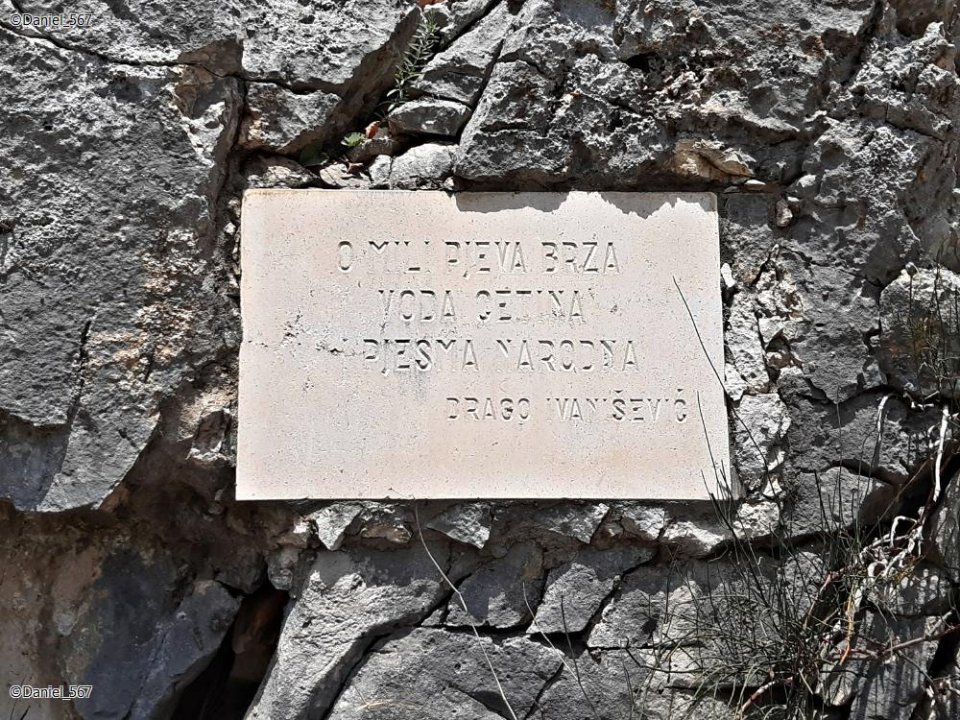 ©Daniel_567
O MILI PJEVA BRZA
VODA CETINA
I PJESMA NARODNA
DRAGO IVANIŠEVIĆ
©Daniel_567